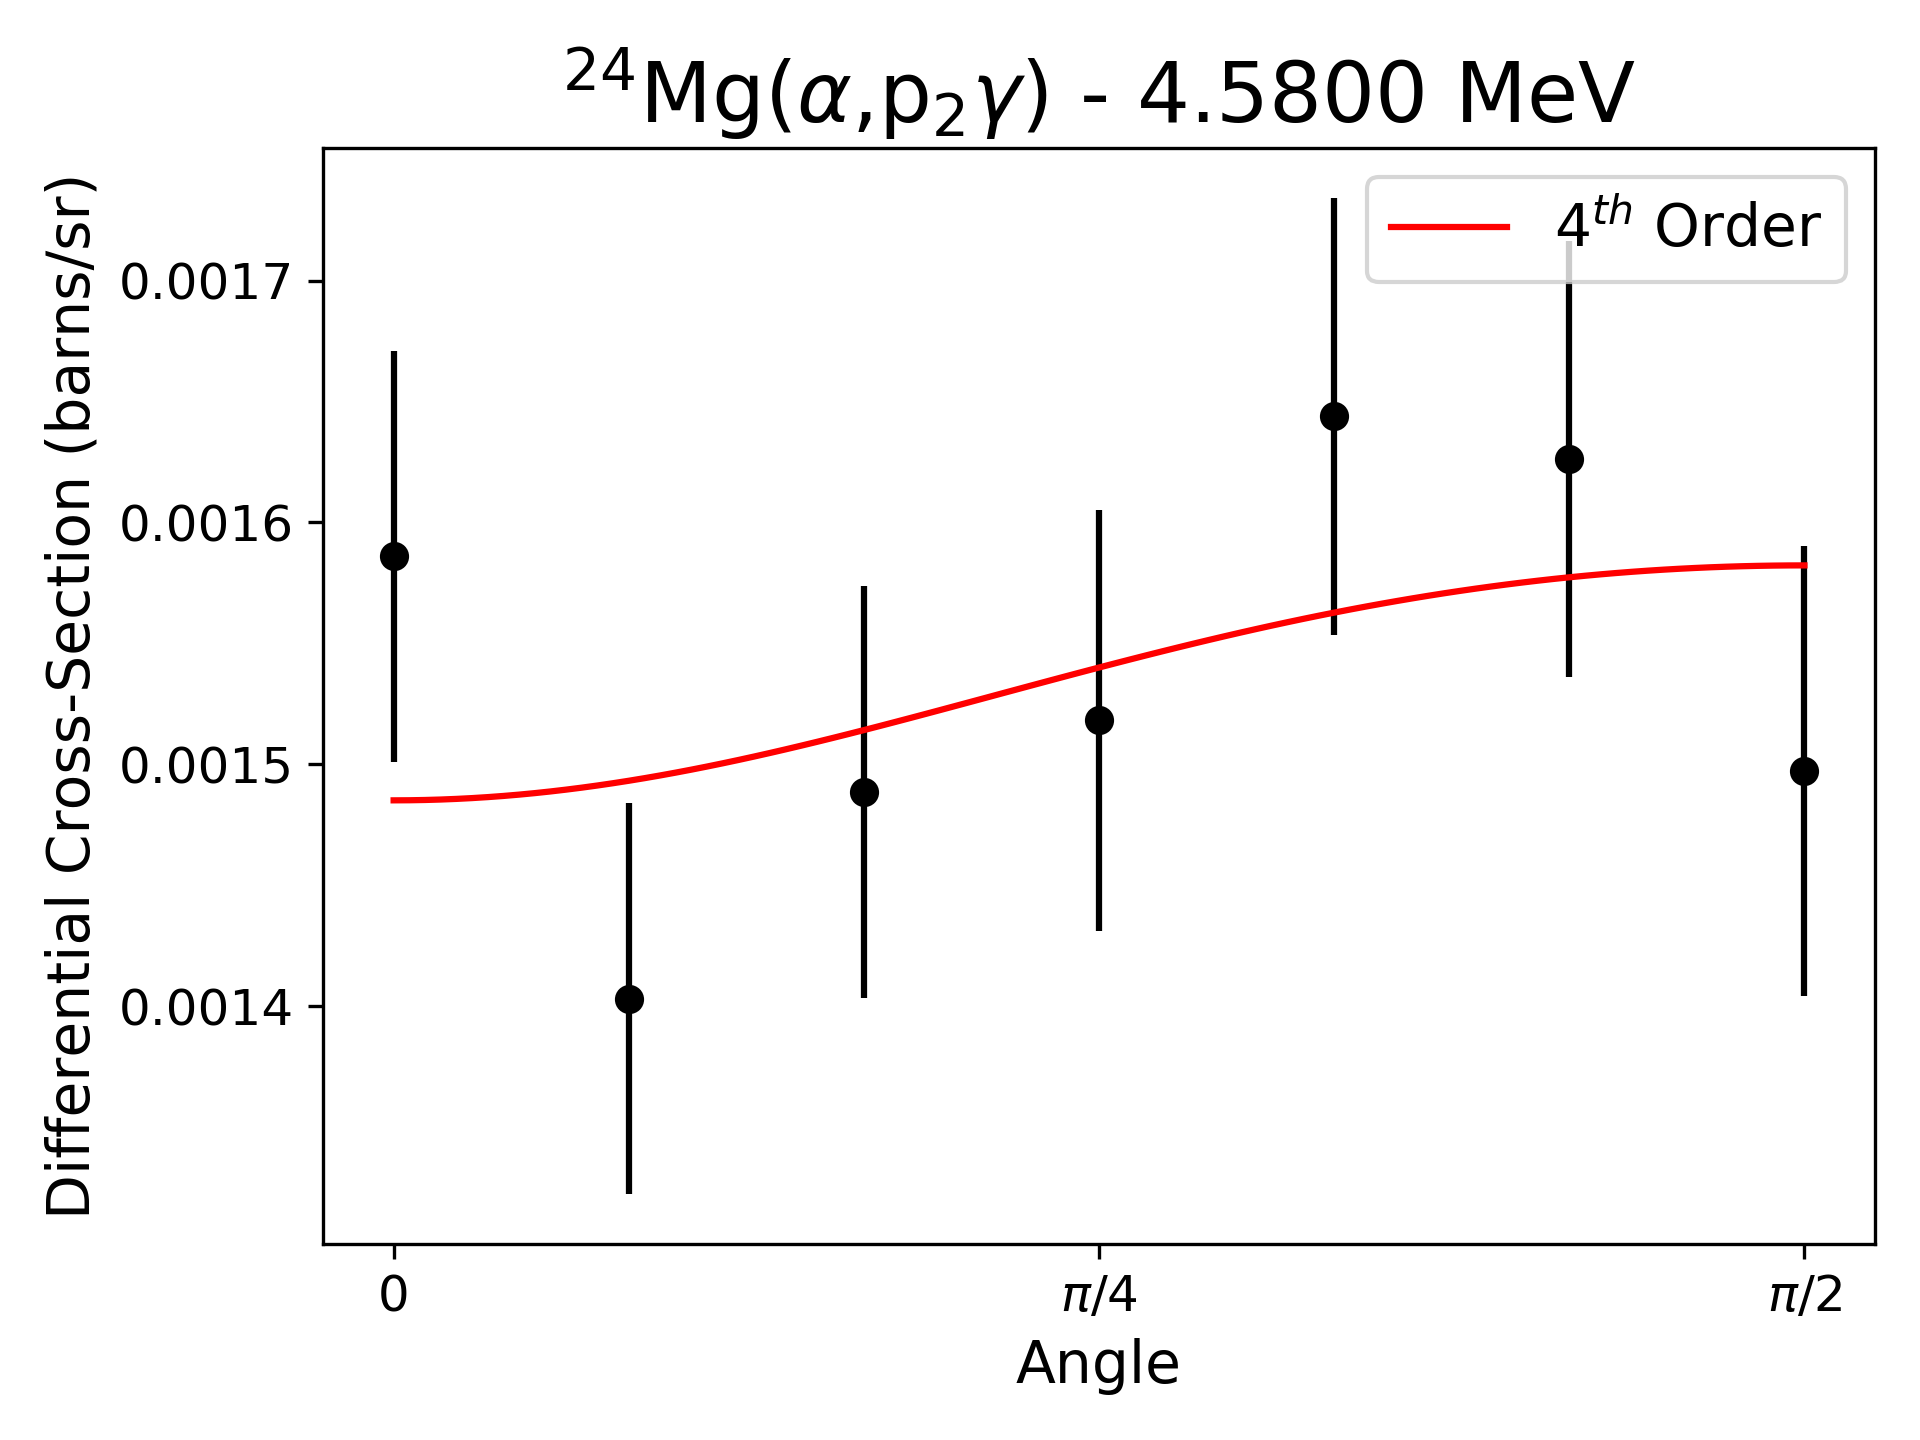 ²⁴Mg(α,p₂γ) - 4.5800 MeV
4ᵗʰ Order
Differential Cross-Section (barns/sr)
0.0017
0.0016
0.0015
0.0014
0
π/4
π/2
Angle